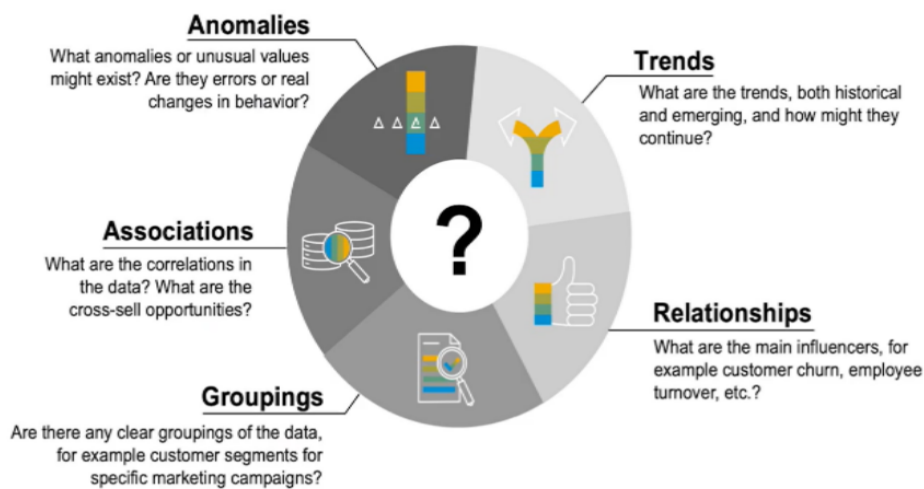 Anomalies
What anomalies or unusual values
might exist? Are they errors or real
changes in behavior?
Trends
What are the trends, both historical
and emerging, and how might they
continue?
?
Associations
What are the correlations in
the data? What are the
cross-sell opportunities?
Relationships
What are the main influencers, for
example customer churn, employee
turnover, etc.?
Groupings
Are there any clear groupings of the data,
for example customer segments for
specific marketing campaigns?